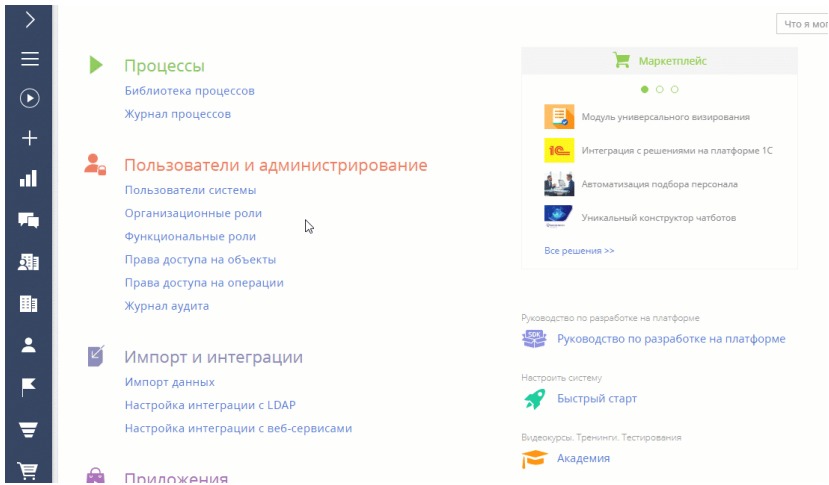 Что я мог
Процессы
Библиотека процессов
Журнал процессов
Пользователи и администрирование
Пользователи системы
Организационные роли
Функциональные роли
Права доступа на объекты
Права доступа на операции
Журнал аудита
Импорт и интеграции
Импорт данных
Настройка интеграции с LDAP
Настройка интеграции с веб-сервисами
Приложения
Маркетплейс
Модуль универсального визирования
1С
Интеграция с решениями на платформе 1С
Автоматизация подбора персонала
Уникальный конструктор чатботов
Все решения >>
Руководство по разработке на платформе
SDK
Руководство по разработке на платформе
Настроить систему
Быстрый старт
Видеокурсы. Тренинги. Тестирования
Академия